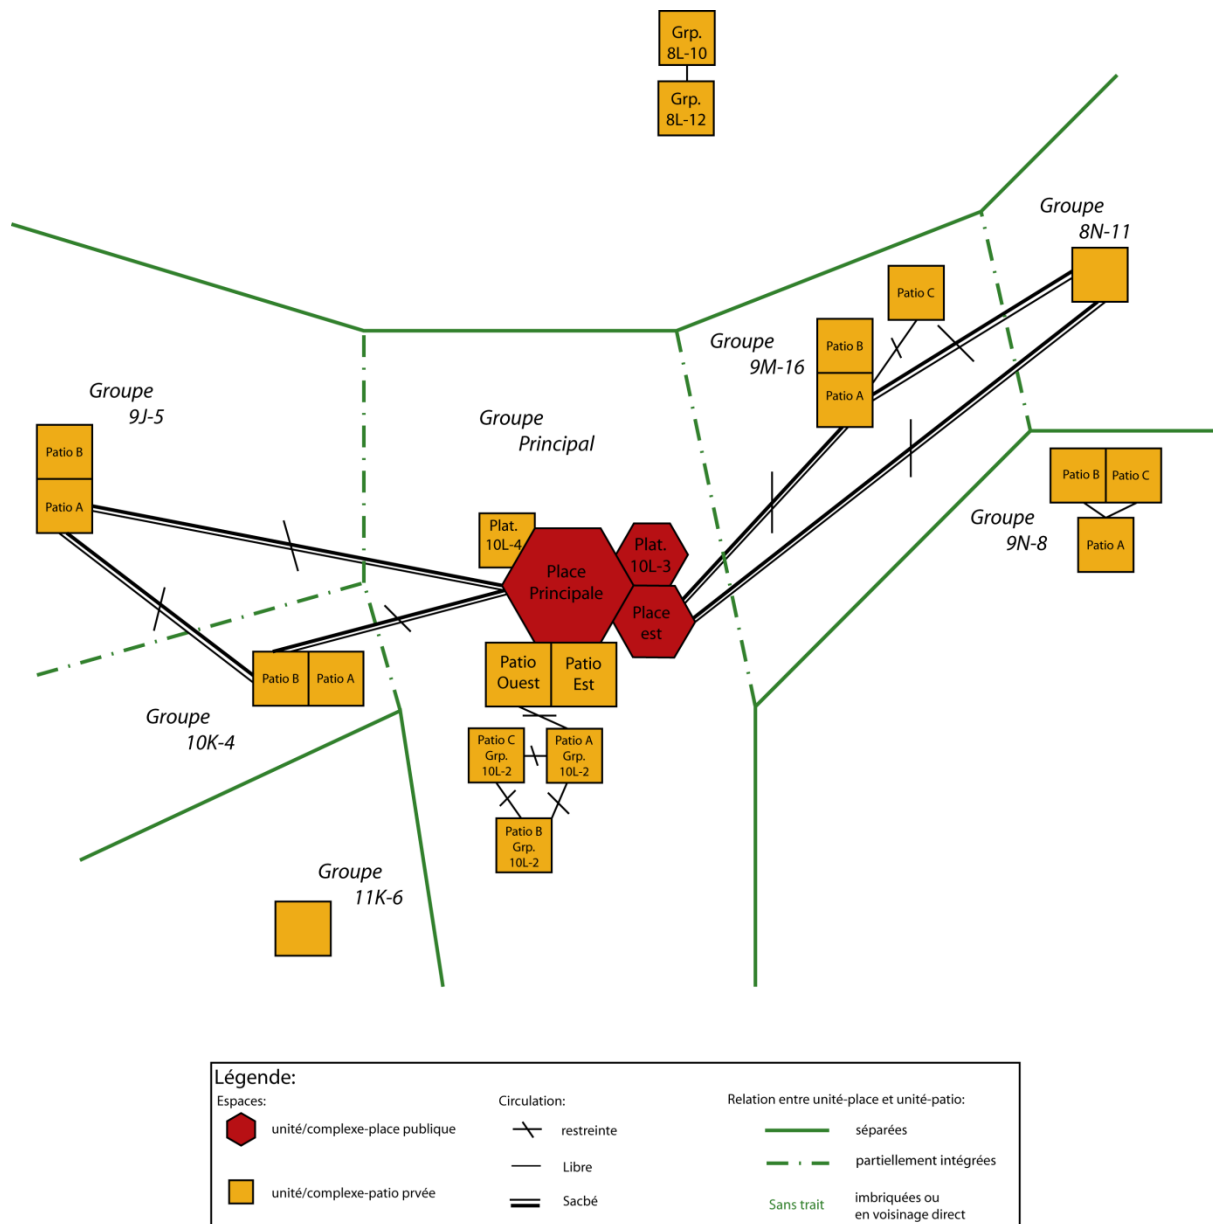 Grp.
8L-10
Grp.
8L-12
Groupe
8N-11
Patio C
Groupe
9M-16
Patio B
Patio A
Groupe
9J-5
Patio B
Patio A
Groupe
Principal
Patio B
Patio C
Groupe
9N-8
Patio A
Plat.
10L-4
Place
Principale
Plat.
10L-3
Place
est
Patio
Ouest
Patio
Est
Patio B
Patio A
Groupe
10K-4
Patio C
Grp.
10L-2
Patio A
Grp.
10L-2
Patio B
Grp.
10L-2
Groupe
11K-6
Légende:
Espaces:
unité/complexe-place publique
unité/complexe-patio prvée
Circulation:
restreinte
Libre
Sacbé
Relation entre unité-place et unité-patio:
séparées
partiellement intégrées
Sans trait
imbriquées ou
en voisinage direct